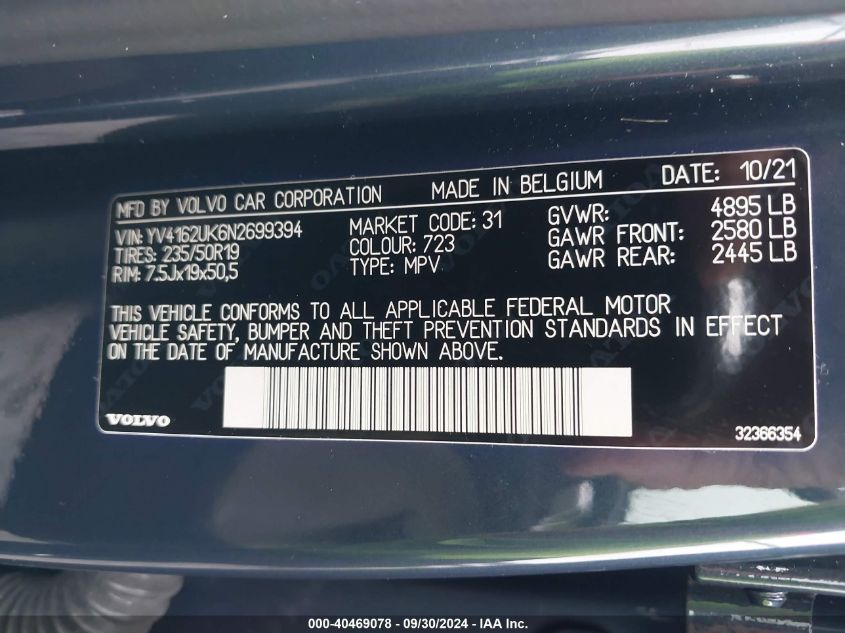 MFD BY VOLVO CAR CORPORATION MADE IN BELGIUM DATE: 10/21
VIN: YV4162UK6N2699394 MARKET CODE: 31 GVWR: 4895 LB
TIRES: 235/50R19 COLOUR: 723 GAWR FRONT: 2580 LB
RIM: 7.5Jx19x50,5 TYPE: MPV GAWR REAR: 2445 LB
THIS VEHICLE CONFORMS TO ALL APPLICABLE FEDERAL MOTOR
VEHICLE SAFETY, BUMPER AND THEFT PREVENTION STANDARDS IN EFFECT
ON THE DATE OF MANUFACTURE SHOWN ABOVE.
VOLVO 32366354
000-40469078 - 09/30/2024 - IAA Inc.